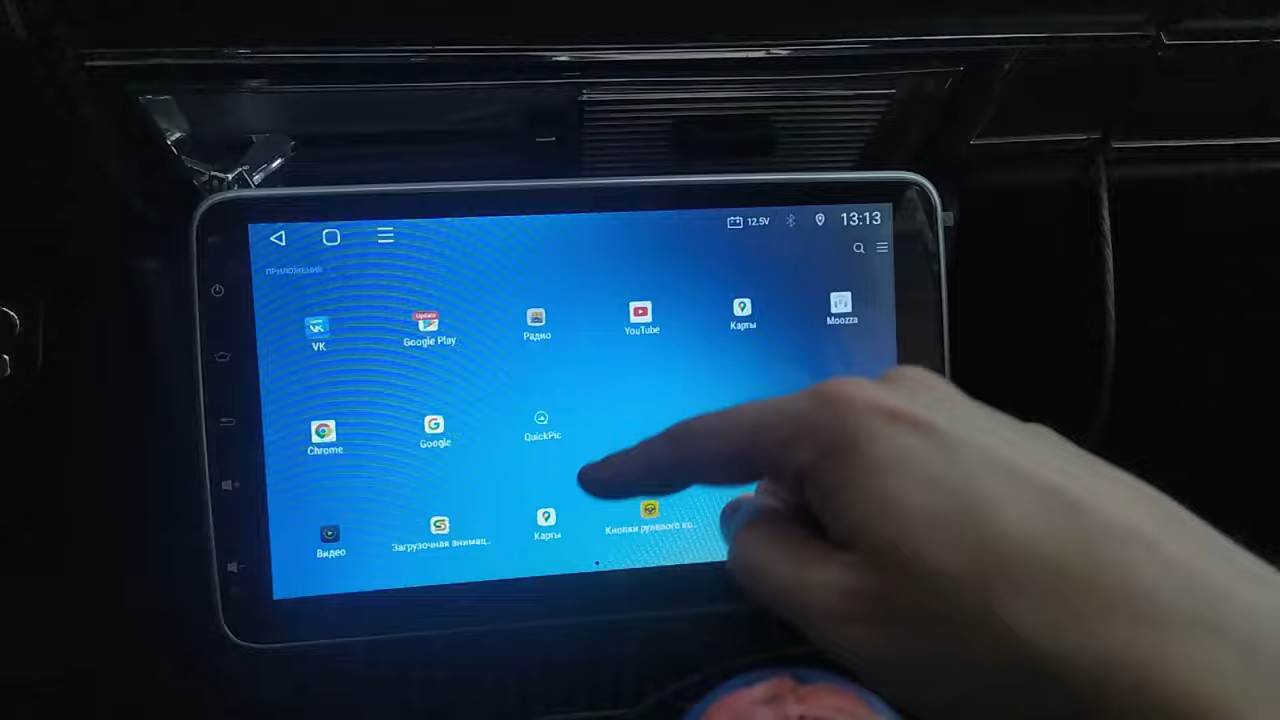 12.5V 13:13
ПРИЛОЖЕНИЯ
VK
Update
Google Play
Радио
YouTube
Карты
Moozza
Chrome
Google
QuickPic
Видео
Загрузочная анимац..
Карты
Кнопки рулевого ко..